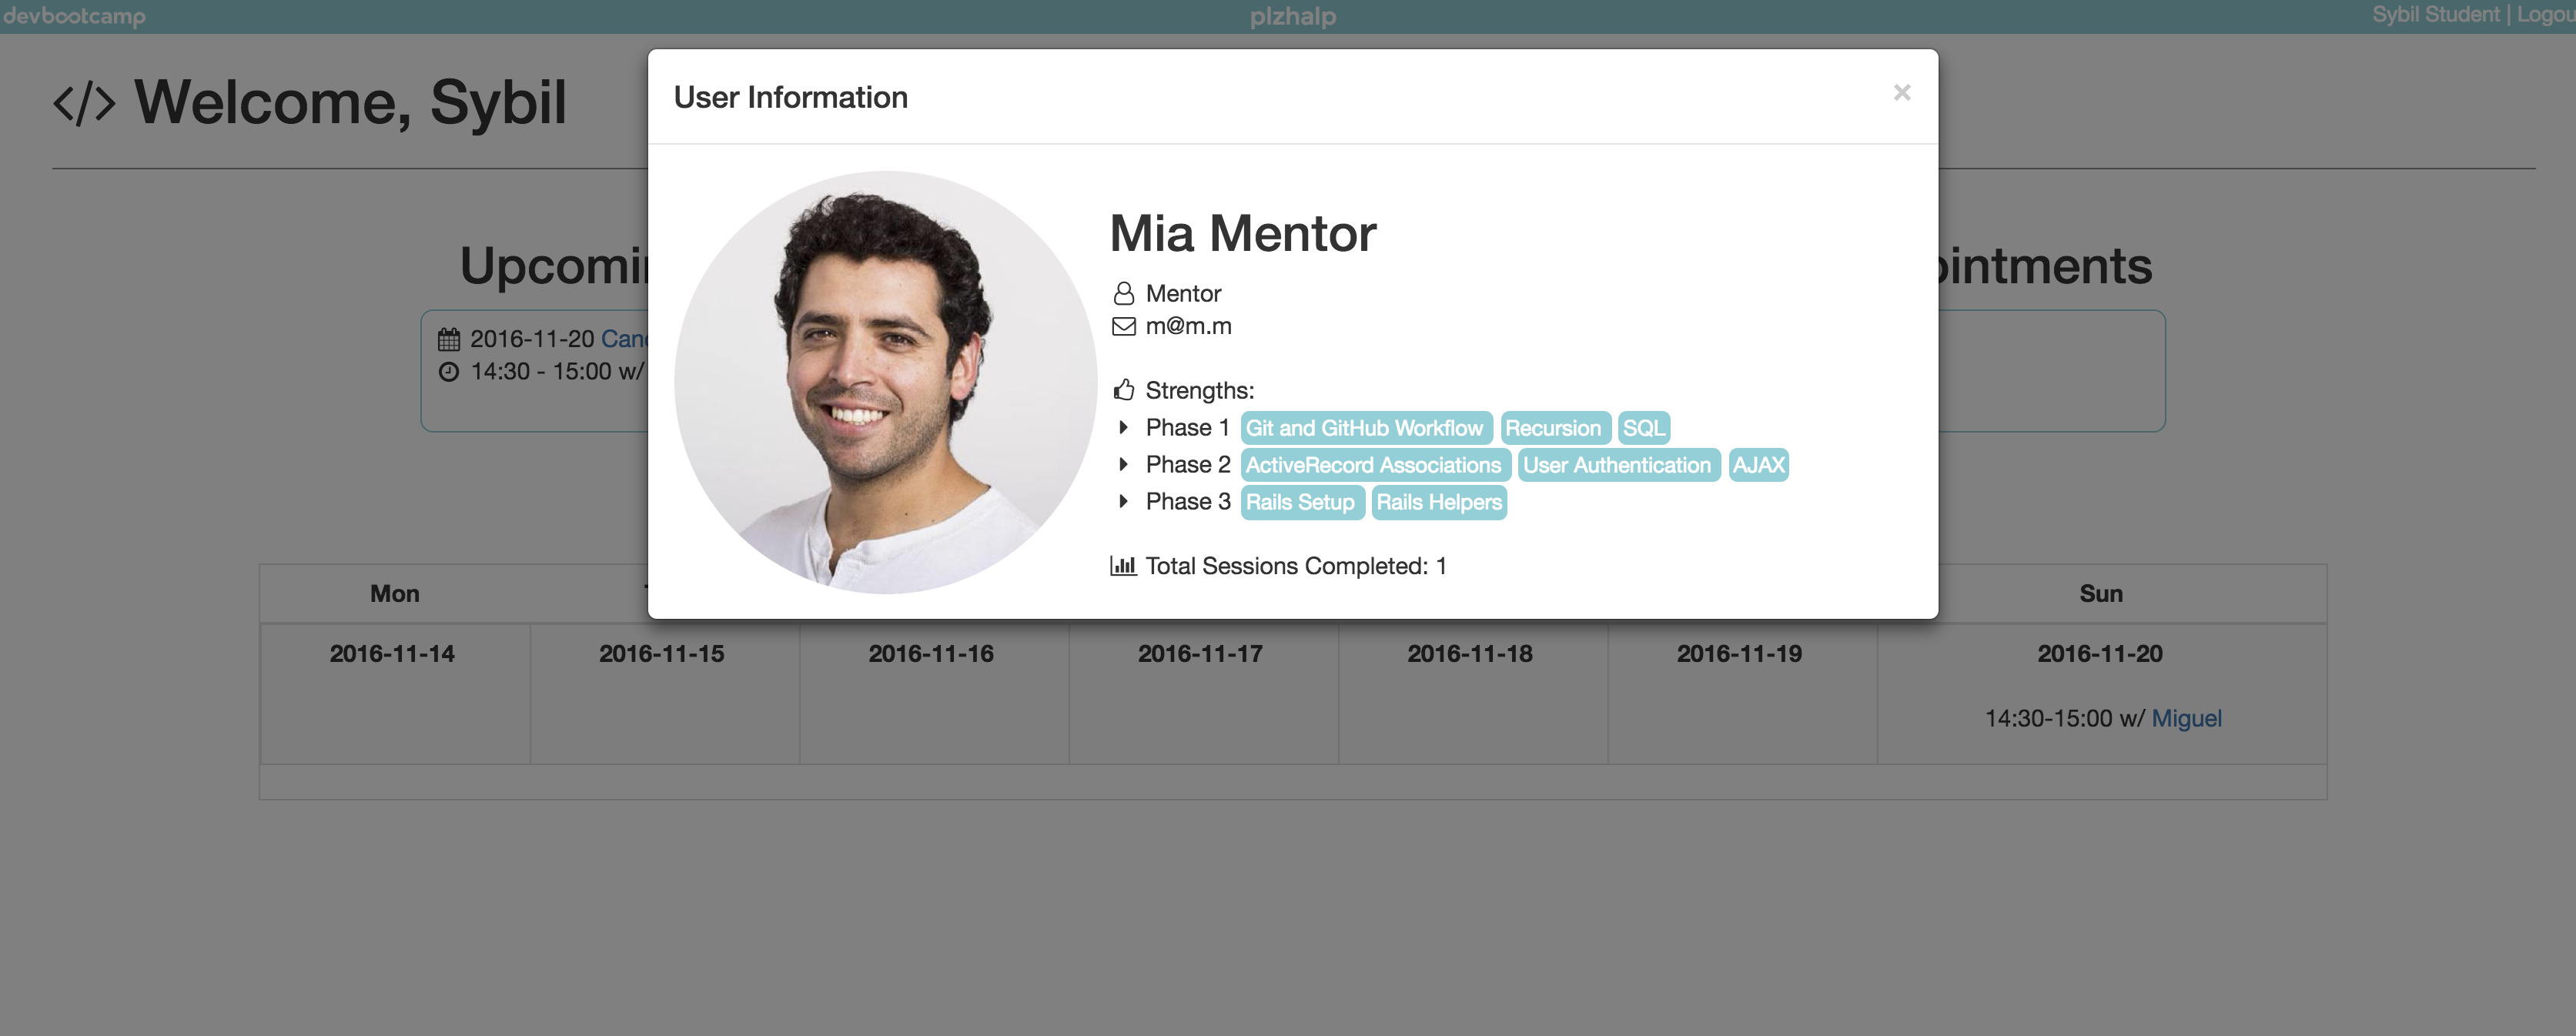 devbootcamp
plzhalp
Sybil Student | Logou
</> Welcome, Sybil
User Information
×
Mia Mentor
Mentor
m@m.m
Strengths:
Phase 1 Git and GitHub Workflow Recursion SQL
Phase 2 ActiveRecord Associations User Authentication AJAX
Phase 3 Rails Setup Rails Helpers
Total Sessions Completed: 1
Upcomin
ointments
2016-11-20 Canc
14:30 - 15:00 w/
Mon
Sun
2016-11-14
2016-11-15
2016-11-16
2016-11-17
2016-11-18
2016-11-19
2016-11-20
14:30-15:00 w/ Miguel